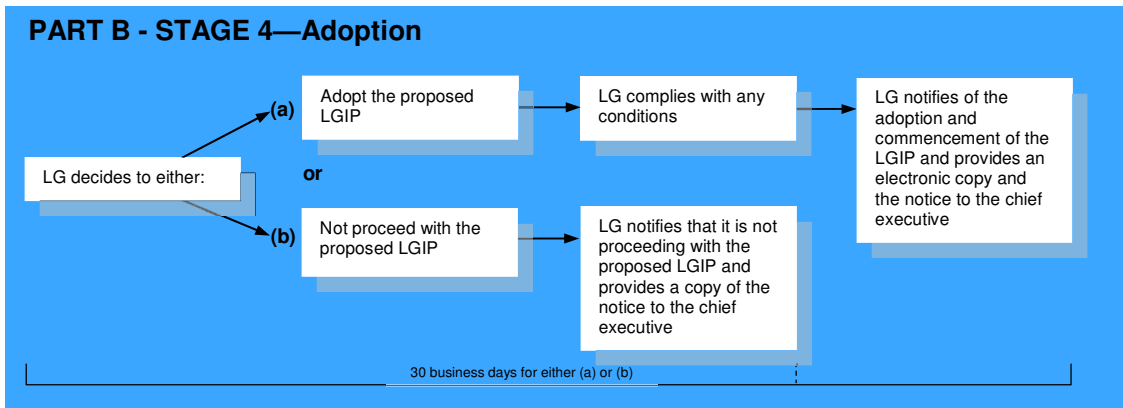 PART B - STAGE 4—Adoption
LG decides to either:
(a)
Adopt the proposed
LGIP
LG complies with any
conditions
LG notifies of the
adoption and
commencement of the
LGIP and provides an
electronic copy and
the notice to the chief
executive
or
(b)
Not proceed with the
proposed LGIP
LG notifies that it is not
proceeding with the
proposed LGIP and
provides a copy of the
notice to the chief
executive
30 business days for either (a) or (b)